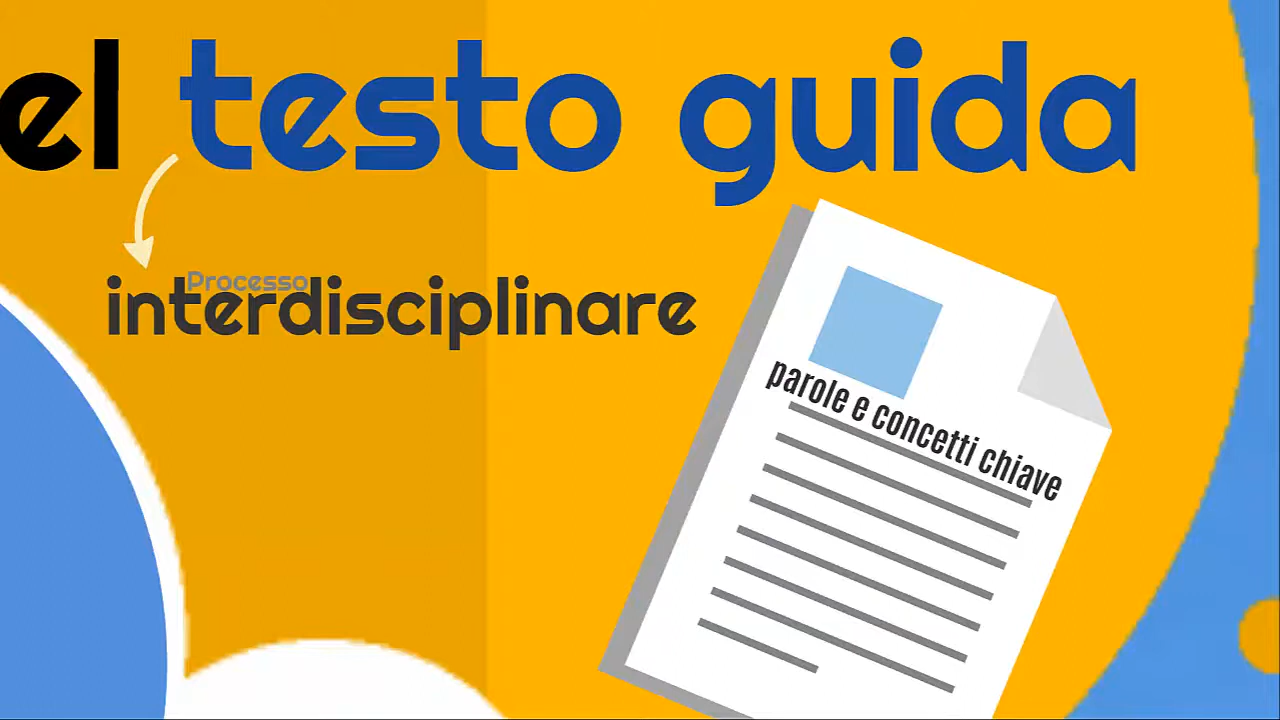 el testo guida
Processo
interdisciplinare
parole e concetti chiave